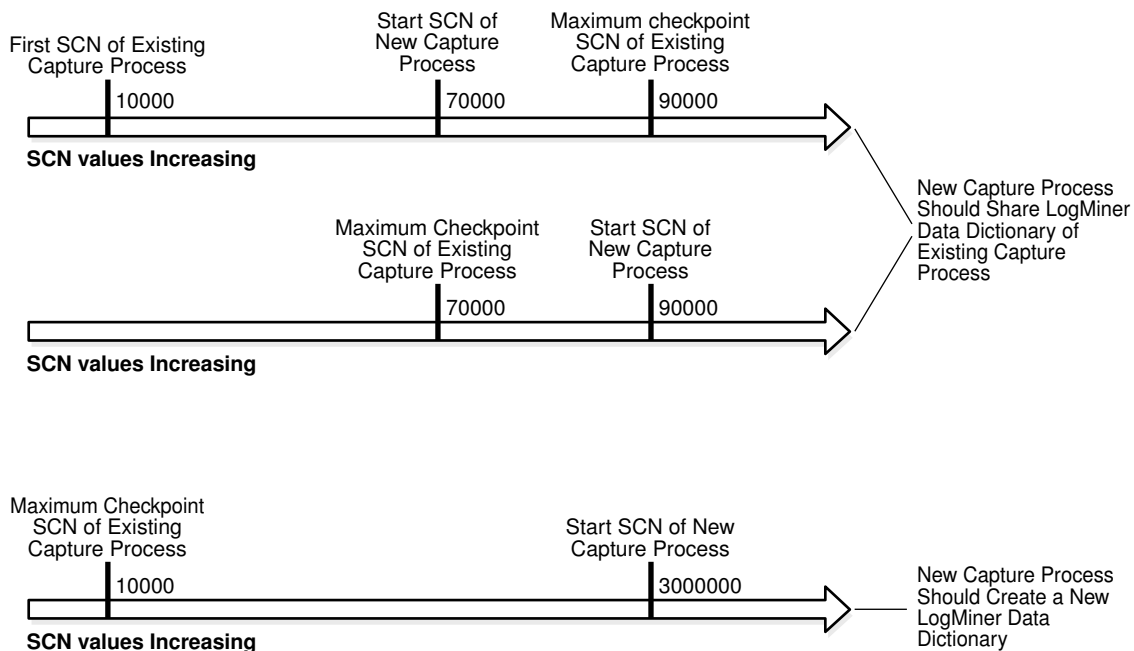 First SCN of Existing
Capture Process
Start SCN of
New Capture
Process
Maximum checkpoint
SCN of Existing
Capture Process
10000
70000
90000
SCN values Increasing
New Capture Process
Should Share LogMiner
Data Dictionary of
Existing Capture
Process
Maximum Checkpoint
SCN of Existing
Capture Process
Start SCN of
New Capture
Process
70000
90000
SCN values Increasing
Maximum Checkpoint
SCN of Existing
Capture Process
Start SCN of New
Capture Process
10000
3000000
New Capture Process
Should Create a New
LogMiner Data
Dictionary
SCN values Increasing